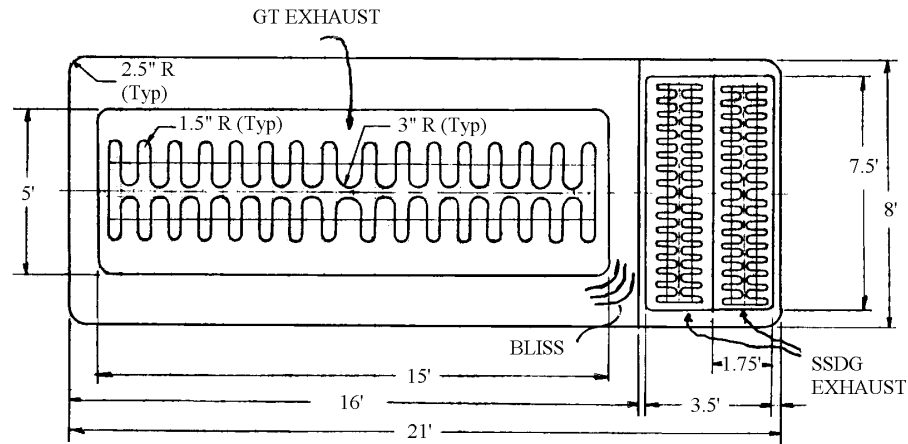 GT EXHAUST
2.5" R
(Typ)
1.5" R (Typ)
3" R (Typ)
5'
7.5'
8'
BLISS
1.75'
SSDG
EXHAUST
15'
16'
3.5'
21'